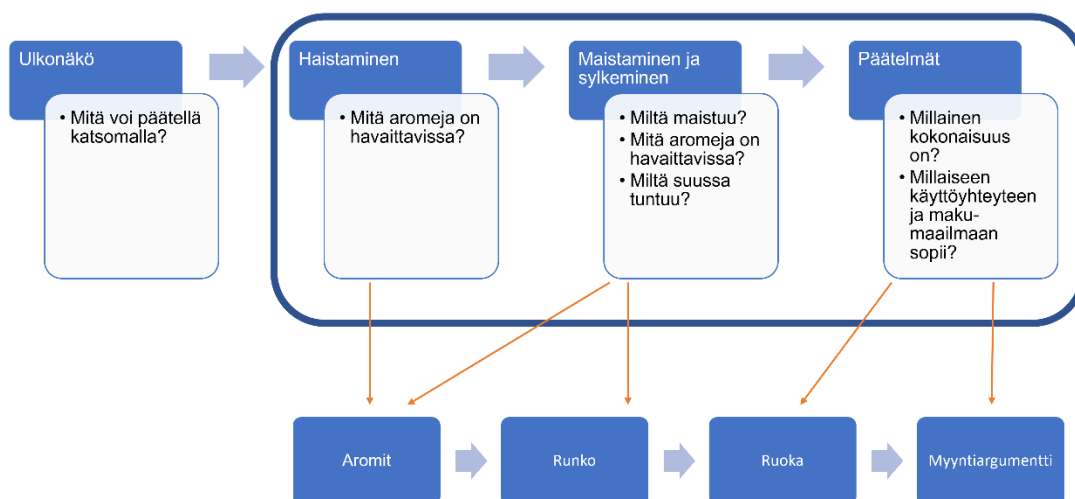 Ulkonäkö
• Mitä voi päätellä
katsomalla?
Haistaminen
• Mitä aromeja on
havaittavissa?
Maistaminen ja
sylkeminen
• Miltä maistuu?
• Mitä aromeja on
havaittavissa?
• Miltä suussa
tuntuu?
Päätelmät
• Millainen
kokonaisuus
on?
• Millaiseen
käyttöyhteyteen
ja maku-
maailmaan
sopii?
Aromit
Runko
Ruoka
Myyntiargumentti